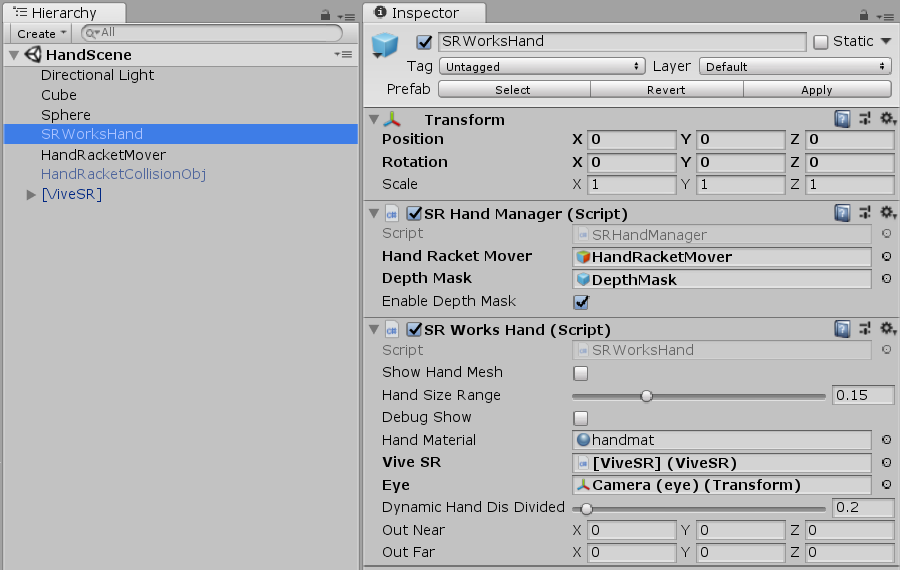 Hierarchy
Create
All
HandScene
Directional Light
Cube
Sphere
SRWorksHand
HandRacketMover
HandRacketCollisionObj
[ViveSR]
Inspector
SRWorksHand Static
Tag Untagged Layer Default
Prefab Select Revert Apply
Transform
Position X 0 Y 0 Z 0
Rotation X 0 Y 0 Z 0
Scale X 1 Y 1 Z 1
SR Hand Manager (Script)
Script SRHandManager
Hand Racket Mover HandRacketMover
Depth Mask DepthMask
Enable Depth Mask
SR Works Hand (Script)
Script SRWorksHand
Show Hand Mesh
Hand Size Range 0.15
Debug Show
Hand Material handmat
Vive SR [ViveSR] (ViveSR)
Eye Camera (eye) (Transform)
Dynamic Hand Dis Divided 0.2
Out Near X 0 Y 0 Z 0
Out Far X 0 Y 0 Z 0